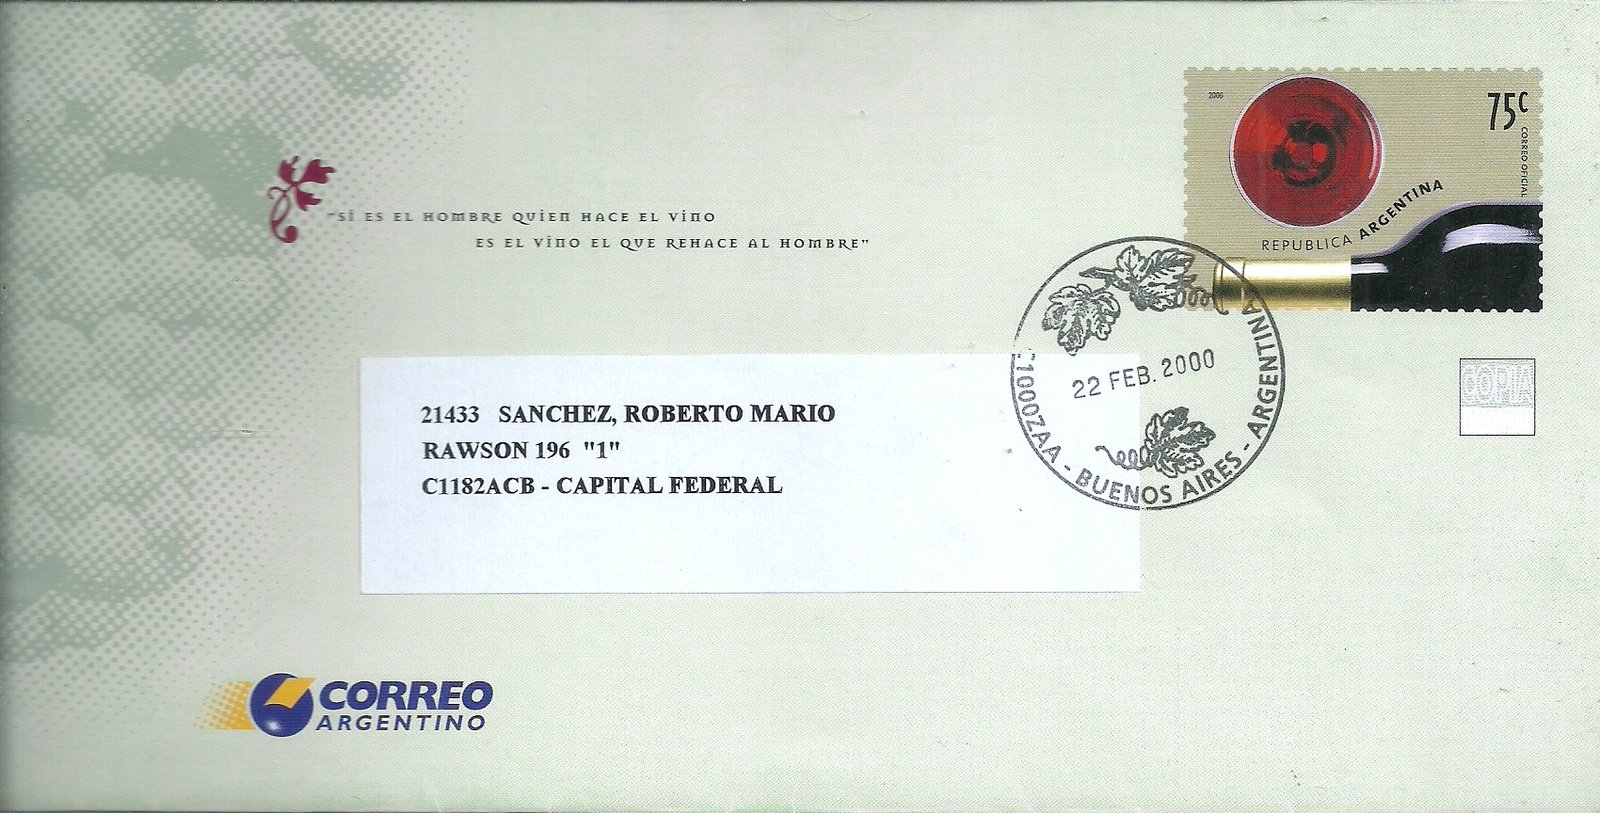 2000
75c
CORREO OFICIAL
REPUBLICA ARGENTINA
"SI ES EL HOMBRE QUIEN HACE EL VINO
ES EL VINO EL QUE REHACE AL HOMBRE"
22 FEB. 2000
C1000ZAA - BUENOS AIRES - ARGENTINA
COPIA
21433 SANCHEZ, ROBERTO MARIO
RAWSON 196 "1"
C1182ACB - CAPITAL FEDERAL
CORREO
ARGENTINO